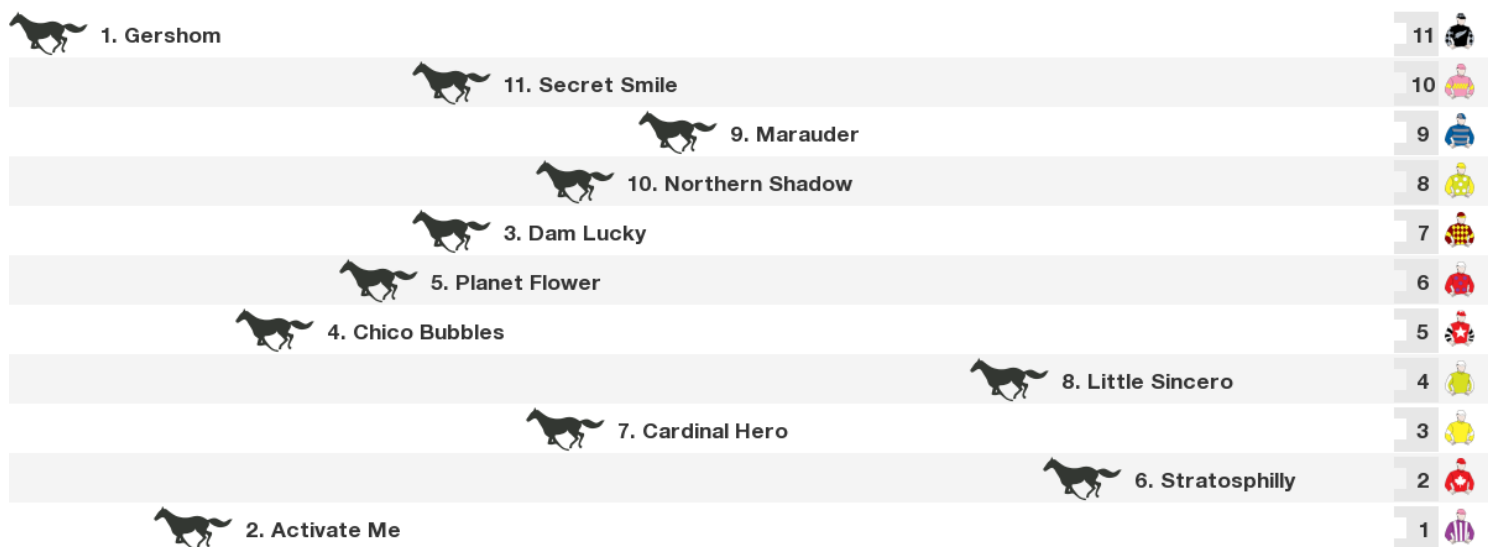 1. Gershom 11
11. Secret Smile 10
9. Marauder 9
10. Northern Shadow 8
3. Dam Lucky 7
5. Planet Flower 6
4. Chico Bubbles 5
8. Little Sincero 4
7. Cardinal Hero 3
6. Stratosphilly 2
2. Activate Me 1